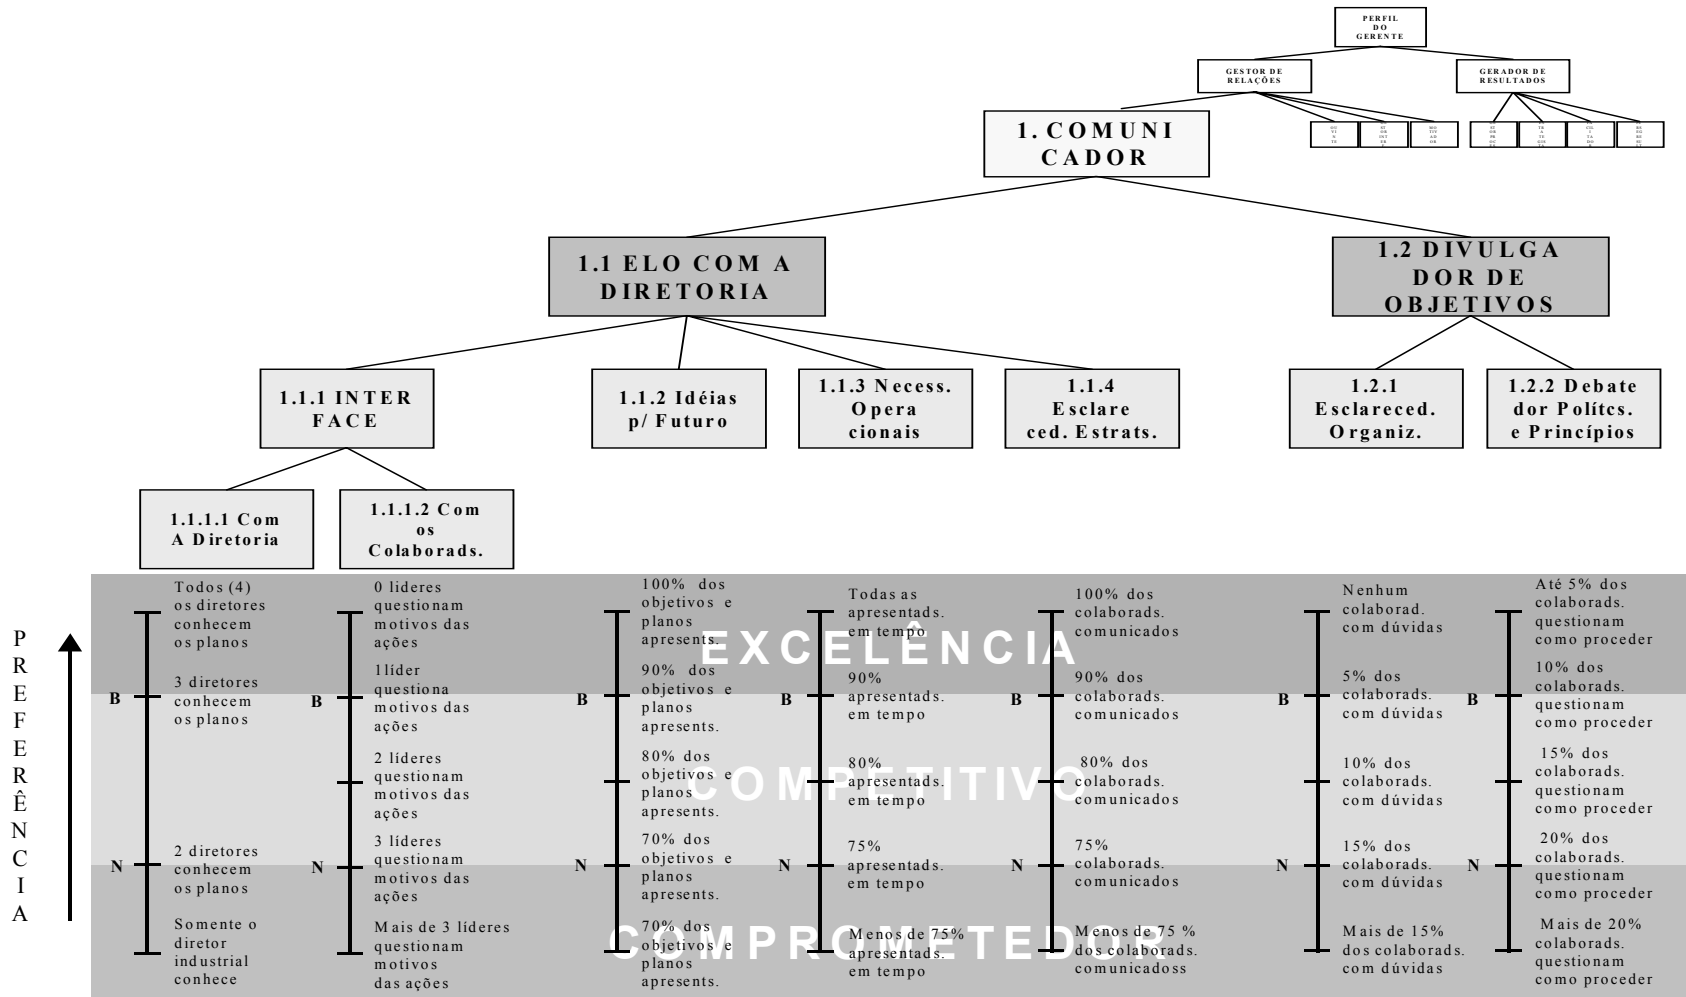 PERFIL
DO
GERENTE
GESTOR DE
RELAÇÕES
GERADOR DE
RESULTADOS
1. COMUNI
CADOR
1.1 ELO COM A
DIRETORIA
1.2 DIVULGA
DOR DE
OBJETIVOS
1.1.1 INTER
FACE
1.1.2 Idéias
p/ Futuro
1.1.3 Necess.
Opera
cionais
1.1.4
Esclare
ced. Estrats.
1.2.1
Esclareced.
Organiz.
1.2.2 Debate
dor Polítcs.
e Princípios
1.1.1.1 Com
A Diretoria
1.1.1.2 Com
os
Colaborads.
PREFERÊNCIA
EXCELÊNCIA
COMPETITIVO
COMPROMETEDOR
Todos (4)
os diretores
conhecem
os planos
B
3 diretores
conhecem
os planos
N
2 diretores
conhecem
os planos
Somente o
diretor
industrial
conhece
0 lideres
questionam
motivos das
ações
B
1líder
questiona
motivos das
ações
2 líderes
questionam
motivos das
ações
N
3 líderes
questionam
motivos das
ações
Mais de 3 líderes
questionam
motivos
das ações
100% dos
objetivos e
planos
apresents.
B
90% dos
objetivos e
planos
apresents.
80% dos
objetivos e
planos
apresents.
N
70% dos
objetivos e
planos
apresents.
70% dos
objetivos e
planos
apresents.
Todas as
apresentads.
em tempo
B
90%
apresentads.
em tempo
80%
apresentads.
em tempo
N
75%
apresentads.
em tempo
Menos de 75%
apresentads.
em tempo
100% dos
colaborads.
comunicados
B
90% dos
colaborads.
comunicados
80% dos
colaborads.
comunicados
N
75%
colaborads.
comunicados
Menos de 75 %
dos colaborads.
comunicadoss
Nenhum
colaborad.
com dúvidas
B
5% dos
colaborads.
com dúvidas
10% dos
colaborads.
com dúvidas
N
15% dos
colaborads.
com dúvidas
Mais de 15%
dos colaborads.
com dúvidas
Até 5% dos
colaborads.
questionam
como proceder
B
10% dos
colaborads.
questionam
como proceder
15% dos
colaborads.
questionam
como proceder
N
20% dos
colaborads.
questionam
como proceder
Mais de 20%
colaborads.
questionam
como proceder